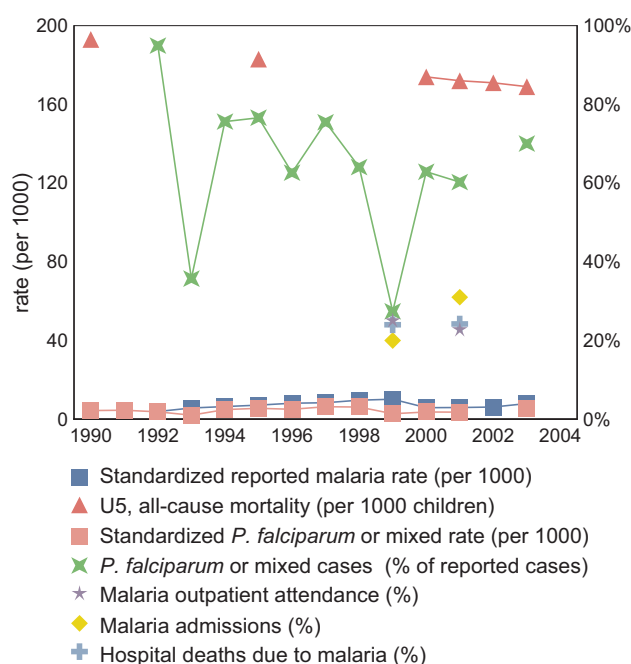 200
100%
160
80%
120
60%
80
40%
40
20%
0
0%
rate (per 1000)
1990 1992 1994 1996 1998 2000 2002 2004
Standardized reported malaria rate (per 1000)
U5, all-cause mortality (per 1000 children)
Standardized P. falciparum or mixed rate (per 1000)
P. falciparum or mixed cases (% of reported cases)
Malaria outpatient attendance (%)
Malaria admissions (%)
Hospital deaths due to malaria (%)